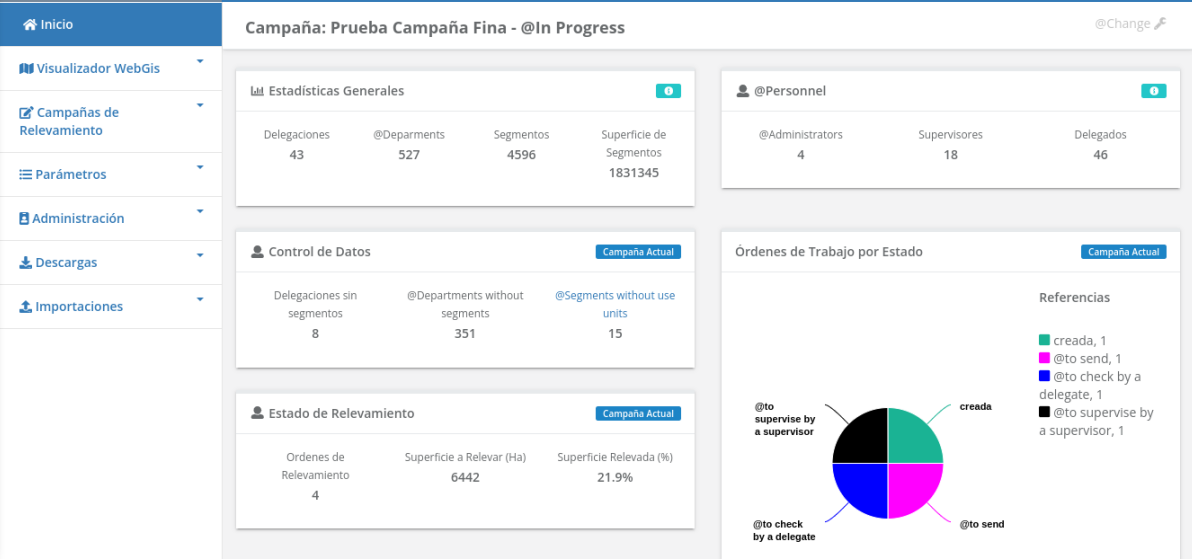 Inicio
Visualizador WebGis
Campañas de
Relevamiento
Parámetros
Administración
Descargas
Importaciones
Campaña: Prueba Campaña Fina - @In Progress
@Change
Estadísticas Generales
Delegaciones
43
@Deparments
527
Segmentos
4596
Superficie de
Segmentos
1831345
@Personnel
@Administrators
4
Supervisores
18
Delegados
46
Control de Datos
Campaña Actual
Delegaciones sin
segmentos
8
@Departments without
segments
351
@Segments without use
units
15
Estado de Relevamiento
Campaña Actual
Ordenes de
Relevamiento
4
Superficie a Relevar (Ha)
6442
Superficie Relevada (%)
21.9%
Órdenes de Trabajo por Estado
Campaña Actual
Referencias
creada, 1
@to send, 1
@to check by a
delegate, 1
@to supervise by
a supervisor, 1
@to
supervise by
a supervisor
creada
@to check
by a delegate
@to send